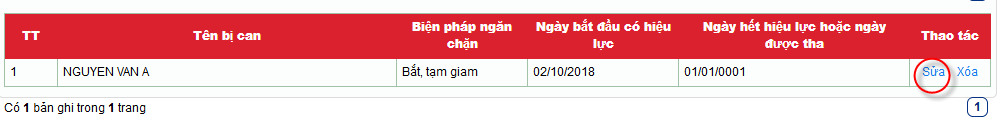 TT Tên bị can Biện pháp ngăn chặn Ngày bắt đầu có hiệu lực Ngày hết hiệu lực hoặc ngày được tha Thao tác
1 NGUYEN VAN A Bắt, tạm giam 02/10/2018 01/01/0001 Sửa Xóa
Có 1 bản ghi trong 1 trang 1